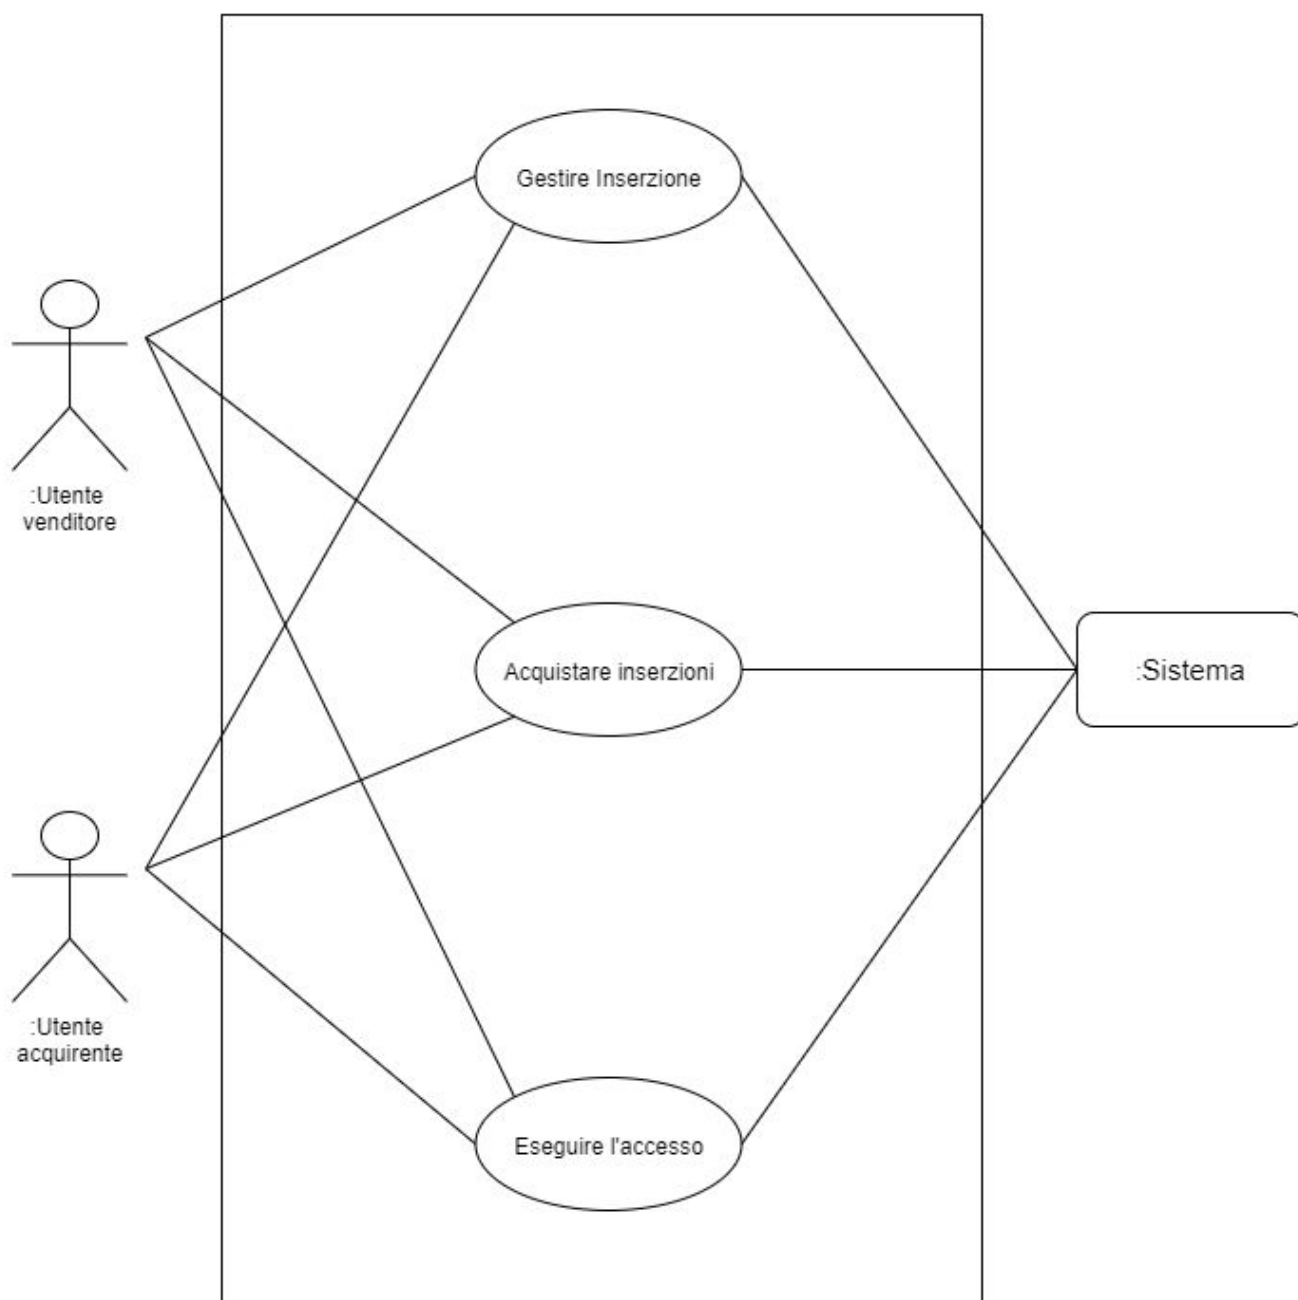 Gestire Inserzione
:Utente
venditore
Acquistare inserzioni
:Sistema
:Utente
acquirente
Eseguire l'accesso